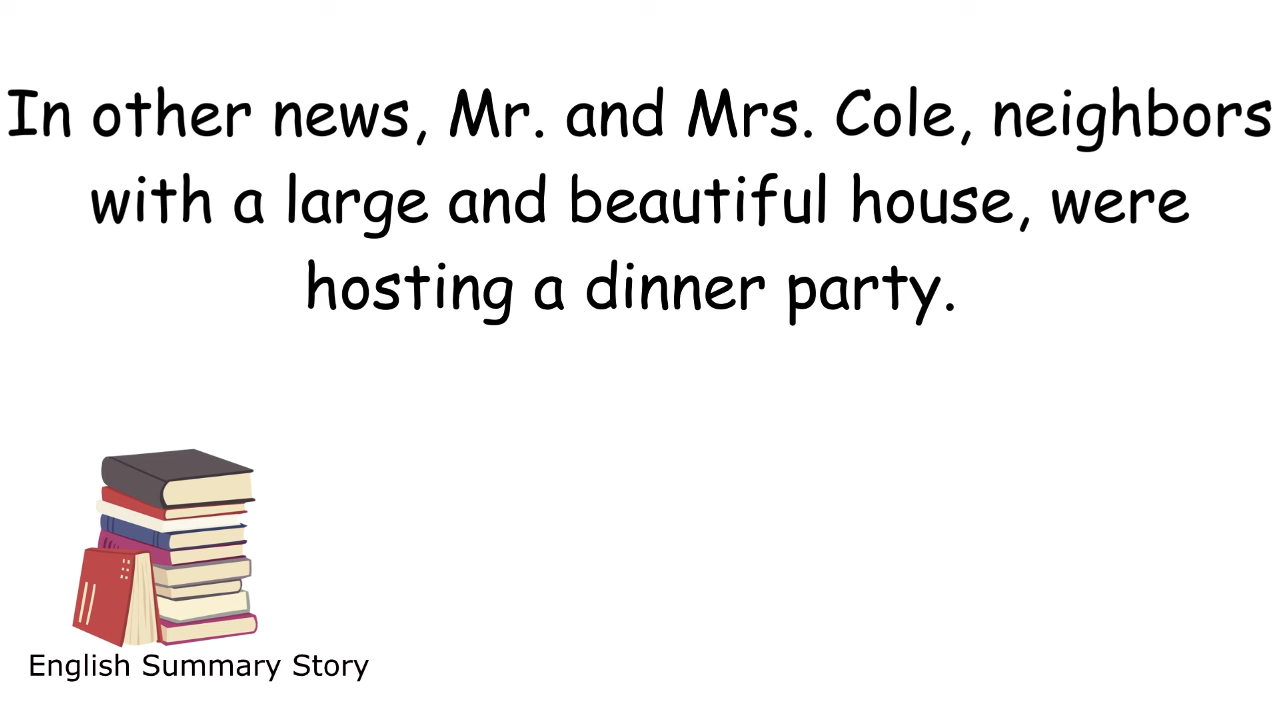 In other news, Mr. and Mrs. Cole, neighbors
with a large and beautiful house, were
hosting a dinner party.
English Summary Story